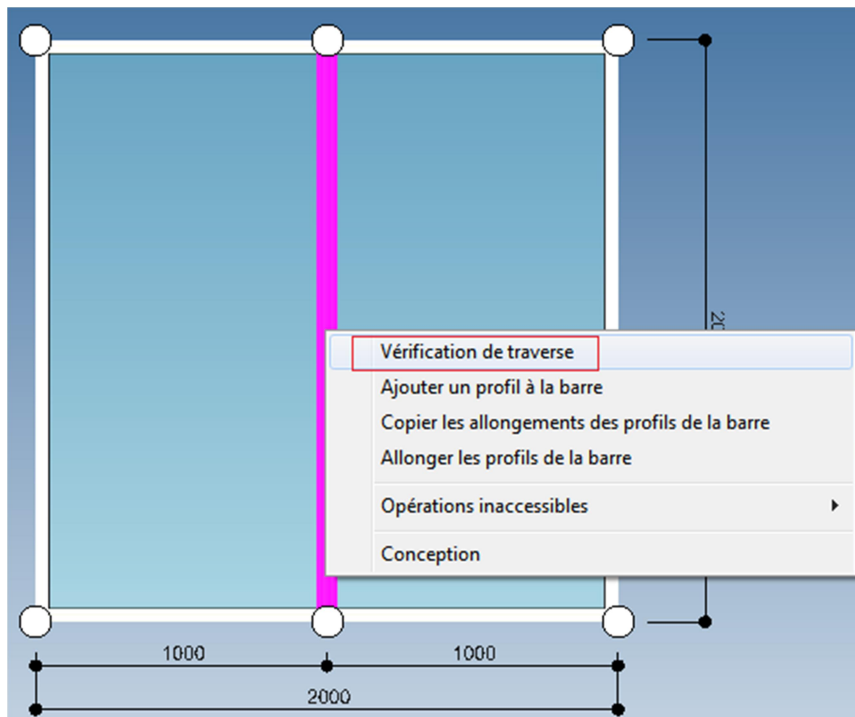 Vérification de traverse
Ajouter un profil à la barre
Copier les allongements des profils de la barre
Allonger les profils de la barre
Opérations inaccessibles
Conception
1000 1000
2000